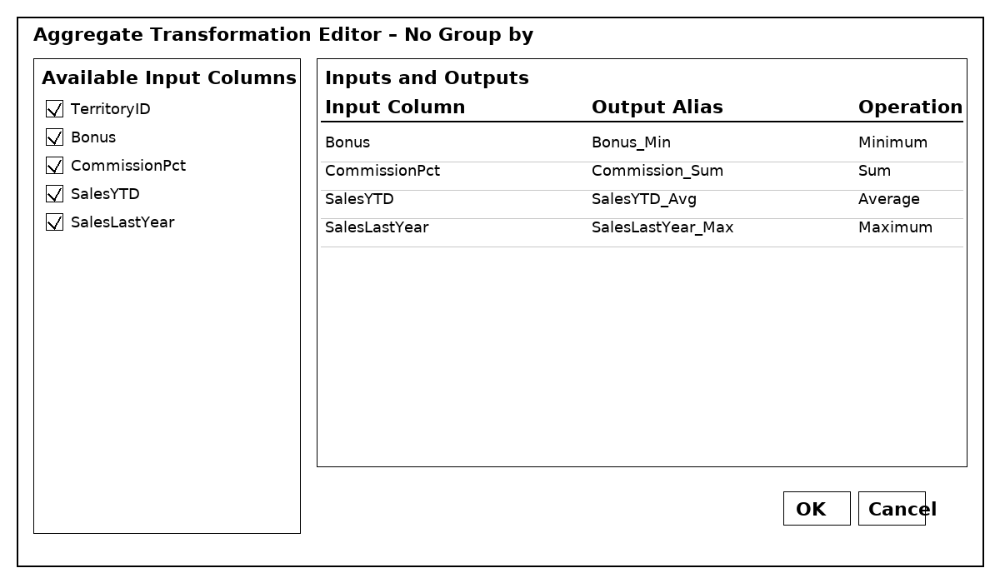 Aggregate Transformation Editor – No Group by
Available Input Columns
TerritoryID
Bonus
CommissionPct
SalesYTD
SalesLastYear
Inputs and Outputs
Input Column Output Alias Operation
Bonus Bonus_Min Minimum
CommissionPct Commission_Sum Sum
SalesYTD SalesYTD_Avg Average
SalesLastYear SalesLastYear_Max Maximum
OK Cancel